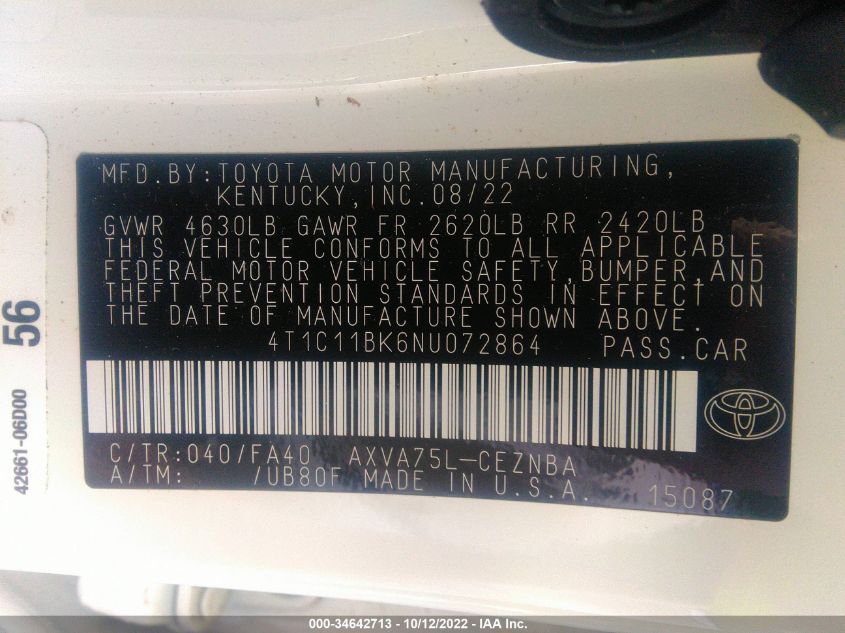 MFD.BY:TOYOTA MOTOR MANUFACTURING,
KENTUCKY,INC.08/22
GVWR 4630LB GAWR FR 2620LB RR 2420LB
THIS VEHICLE CONFORMS TO ALL APPLICABLE
FEDERAL MOTOR VEHICLE SAFETY,BUMPER,AND
THEFT PREVENTION STANDARDS IN EFFECT ON
THE DATE OF MANUFACTURE SHOWN ABOVE.
4T1C11BK6NU072864 PASS.CAR
C/TR:040/FA40 AXVA75L-CEZNBA
A/TM: /UB80F MADE IN U.S.A. 15087
42661-06D00
56
000-34642713 - 10/12/2022 - IAA Inc.